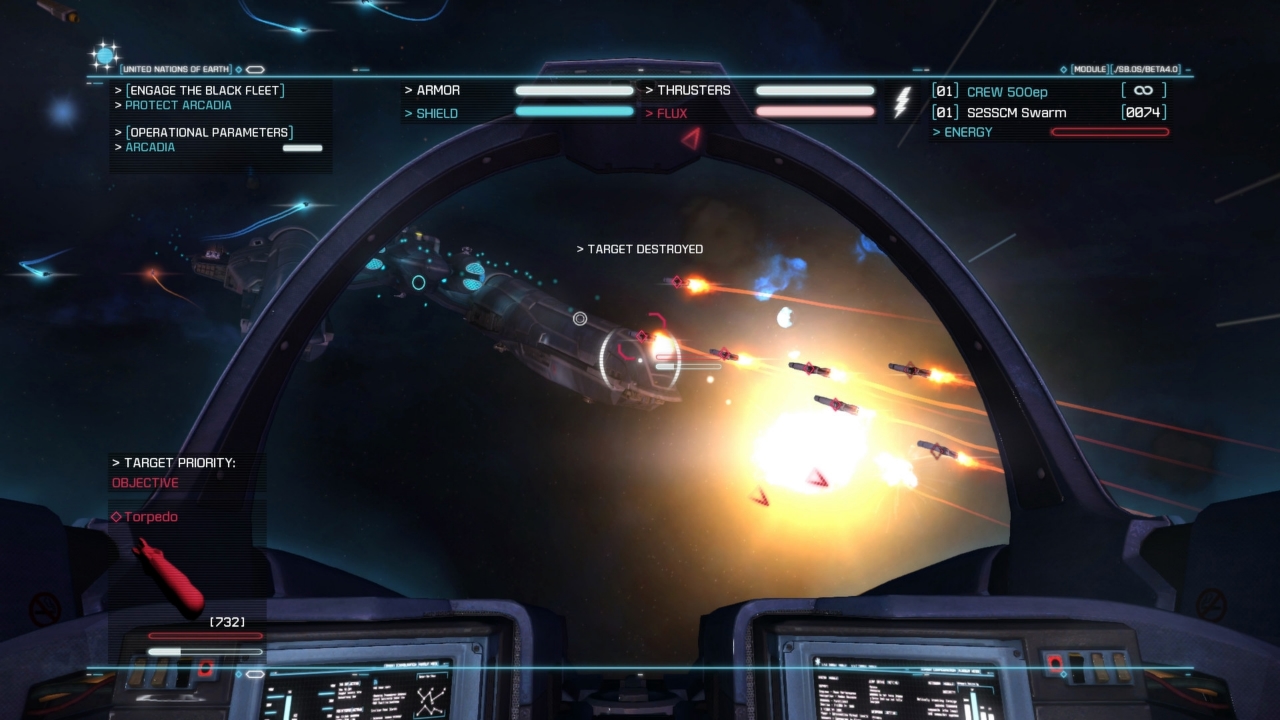 [UNITED NATIONS OF EARTH]
[MODULE][./SB.OS/BETA4.0]
> [ENGAGE THE BLACK FLEET]
> PROTECT ARCADIA
> [OPERATIONAL PARAMETERS]
> ARCADIA
> ARMOR
> SHIELD
> THRUSTERS
> FLUX
[01] CREW 500ep [∞]
[01] S2SSCM Swarm [0074]
> ENERGY
> TARGET DESTROYED
> TARGET PRIORITY:
OBJECTIVE
Torpedo
[732]